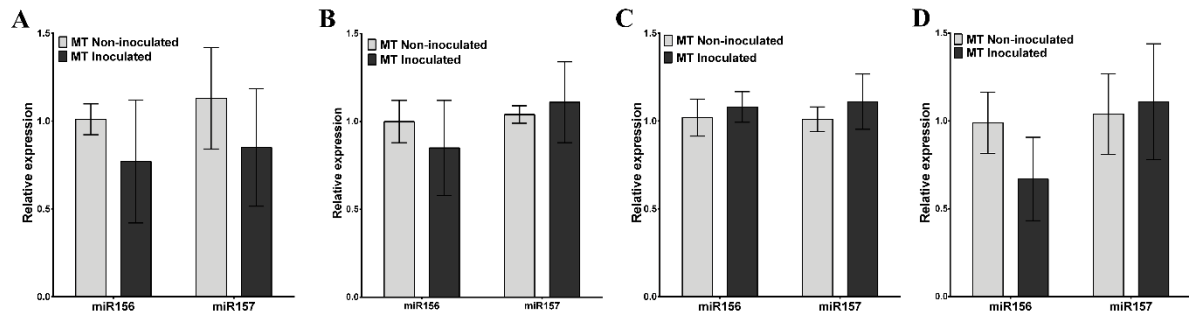 A
1.5
1.0
0.5
0.0
Relative expression
MT Non-inoculated
MT Inoculated
miR156
miR157
B
1.5
1.0
0.5
0.0
Relative expression
MT Non-inoculated
MT Inoculated
miR156
miR157
C
1.5
1.0
0.5
0.0
Relative expression
MT Non-inoculated
MT Inoculated
miR156
miR157
D
1.5
1.0
0.5
0.0
Relative expression
MT Non-inoculated
MT Inoculated
miR156
miR157